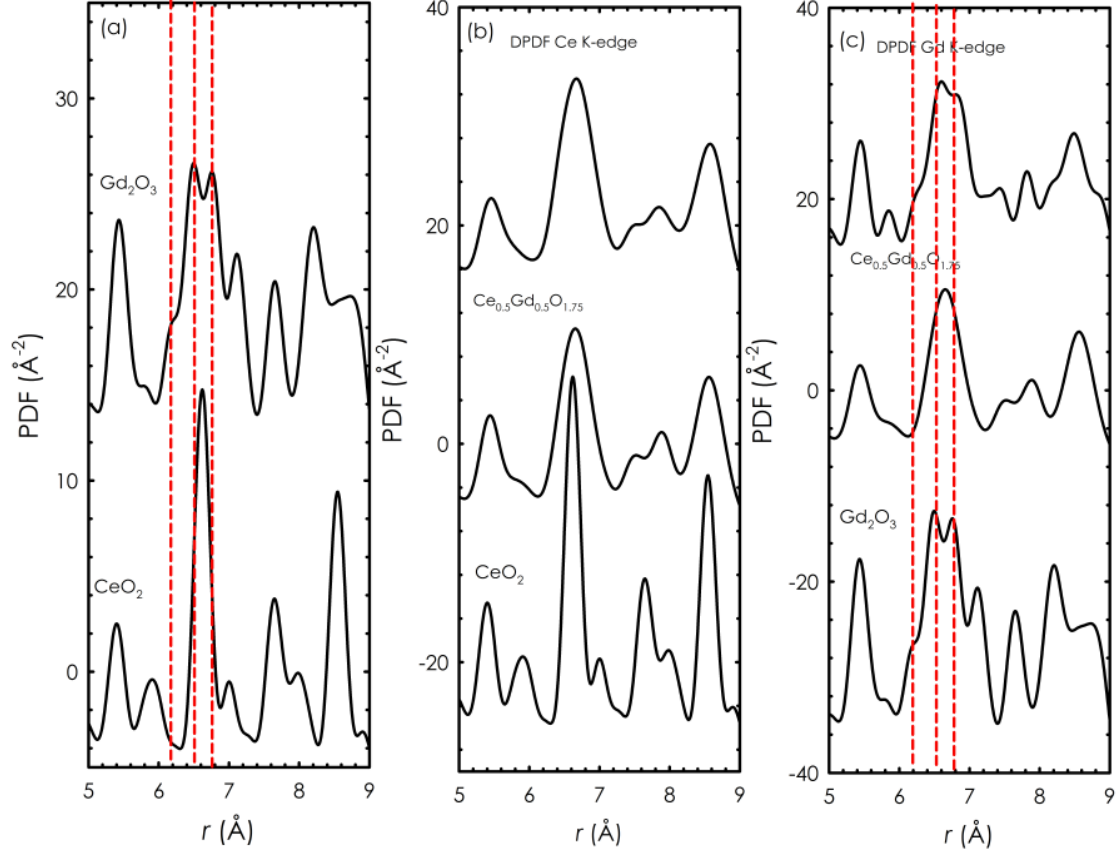 (a)
Gd₂O₃
CeO₂
PDF (Å⁻²)
30
20
10
0
5 6 7 8 9
r (Å)
(b)
DPDF Ce K-edge
Ce₀.₅Gd₀.₅O₁.₇₅
CeO₂
PDF (Å⁻²)
40
20
0
-20
5 6 7 8 9
r (Å)
(c)
DPDF Gd K-edge
Ce₀.₅Gd₀.₅O₁.₇₅
Gd₂O₃
PDF (Å⁻²)
40
20
0
-20
-40
5 6 7 8 9
r (Å)